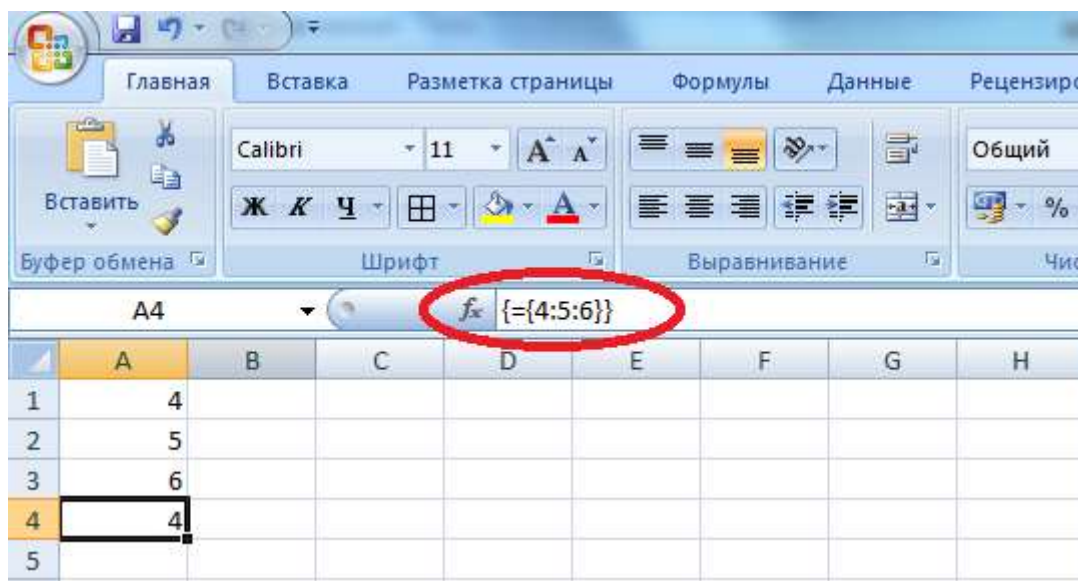 Главная Вставка Разметка страницы Формулы Данные
Calibri 11 А А Общий
Вставить Ж К Ч А %
Буфер обмена Шрифт Выравнивание
A4 fx {={4:5:6}}
A B C D E F G H
1 4
2 5
3 6
4 4
5